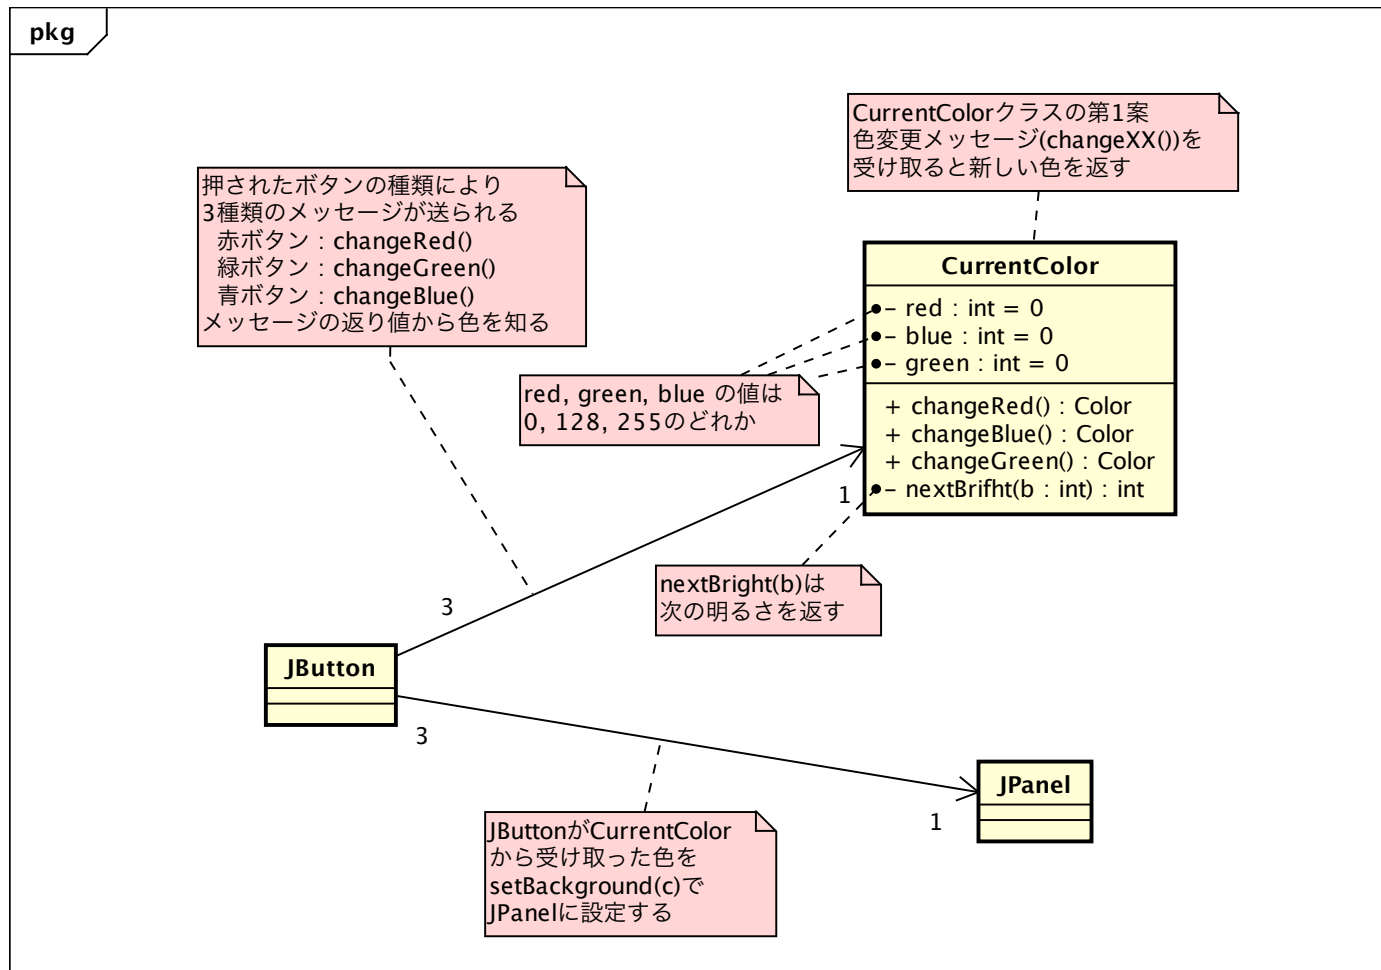 pkg
CurrentColorクラスの第1案
色変更メッセージ(changeXX())を
受け取ると新しい色を返す
押されたボタンの種類により
3種類のメッセージが送られる
赤ボタン : changeRed()
緑ボタン : changeGreen()
青ボタン : changeBlue()
メッセージの返り値から色を知る
CurrentColor
- red : int = 0
- blue : int = 0
- green : int = 0
+ changeRed() : Color
+ changeBlue() : Color
+ changeGreen() : Color
- nextBrifht(b : int) : int
red, green, blue の値は
0, 128, 255のどれか
1
nextBright(b)は
次の明るさを返す
3
JButton
3
JPanel
1
JButtonがCurrentColor
から受け取った色を
setBackground(c)で
JPanelに設定する